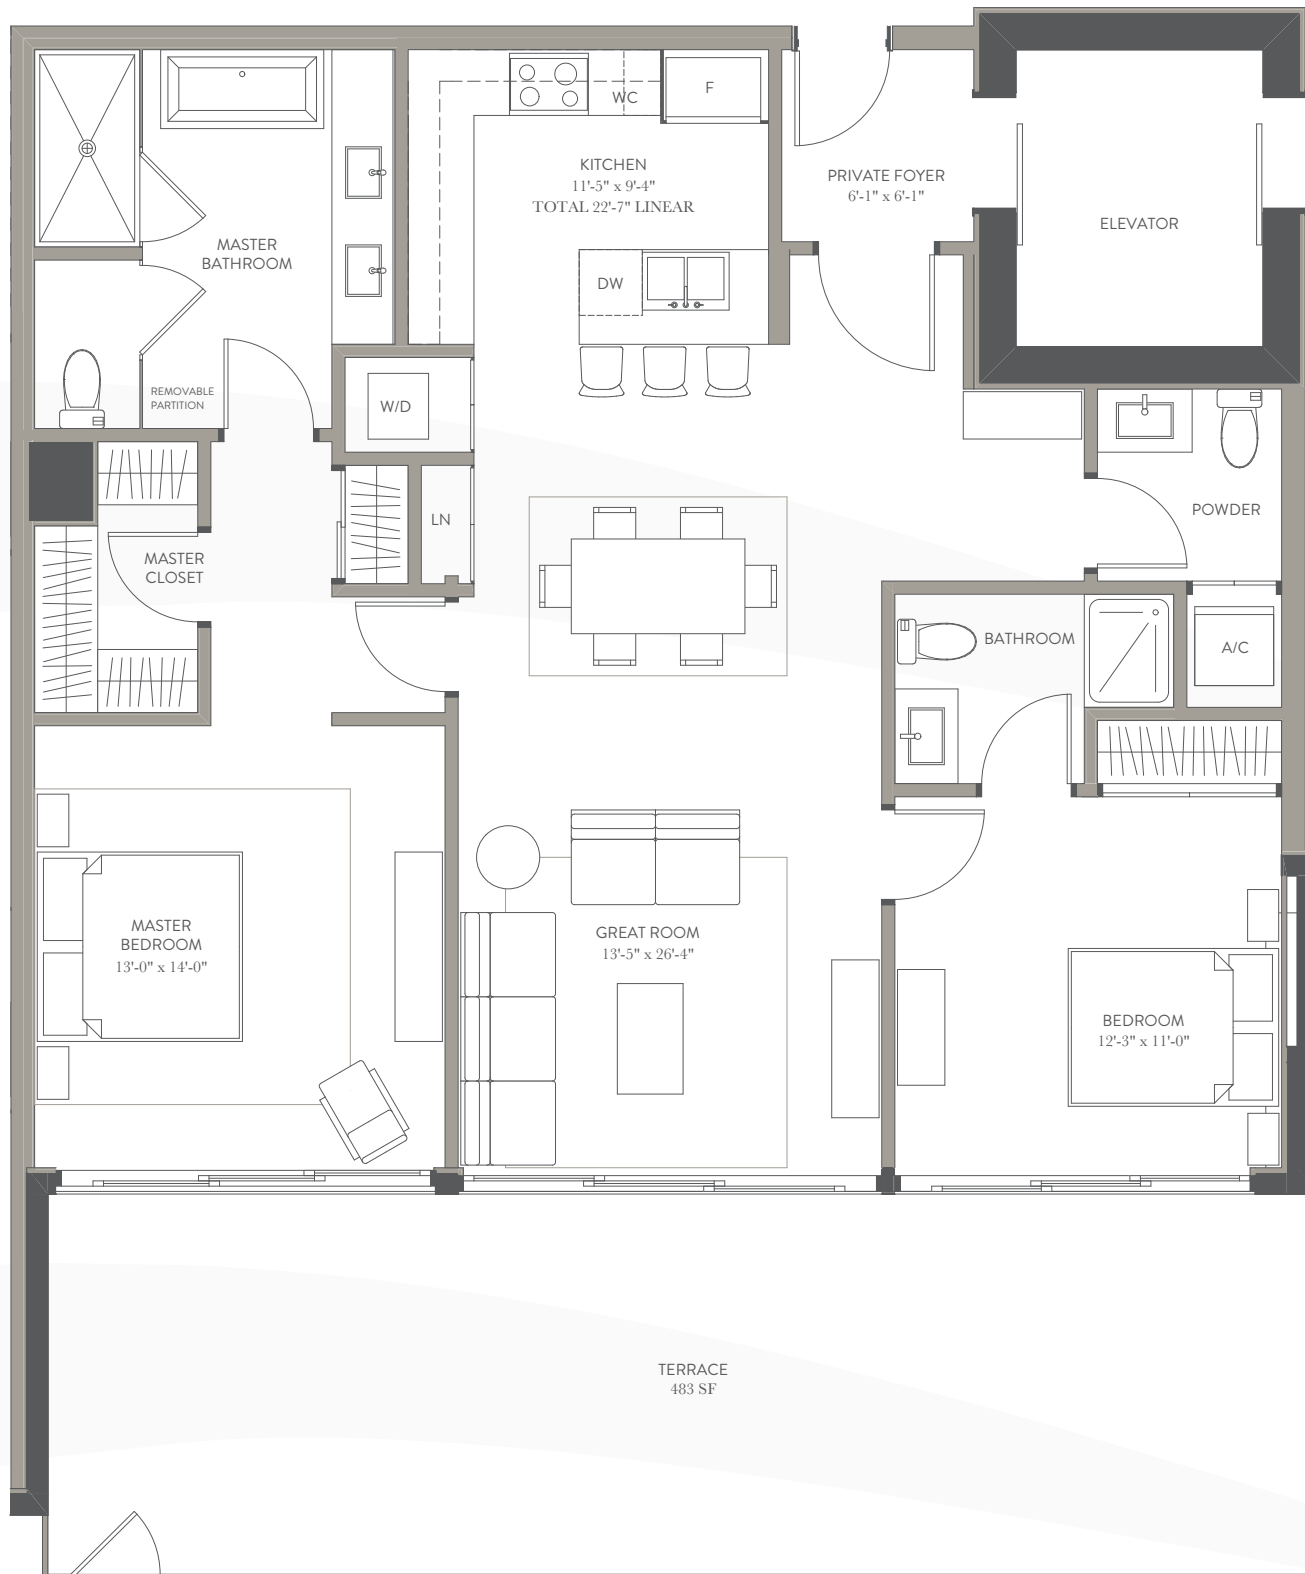 WC
F
KITCHEN
11'-5" x 9'-4"
TOTAL 22'-7" LINEAR
PRIVATE FOYER
6'-1" x 6'-1"
ELEVATOR
MASTER
BATHROOM
DW
REMOVABLE
PARTITION
W/D
LN
POWDER
MASTER
CLOSET
BATHROOM
A/C
MASTER
BEDROOM
13'-0" x 14'-0"
GREAT ROOM
13'-5" x 26'-4"
BEDROOM
12'-3" x 11'-0"
TERRACE
483 SF